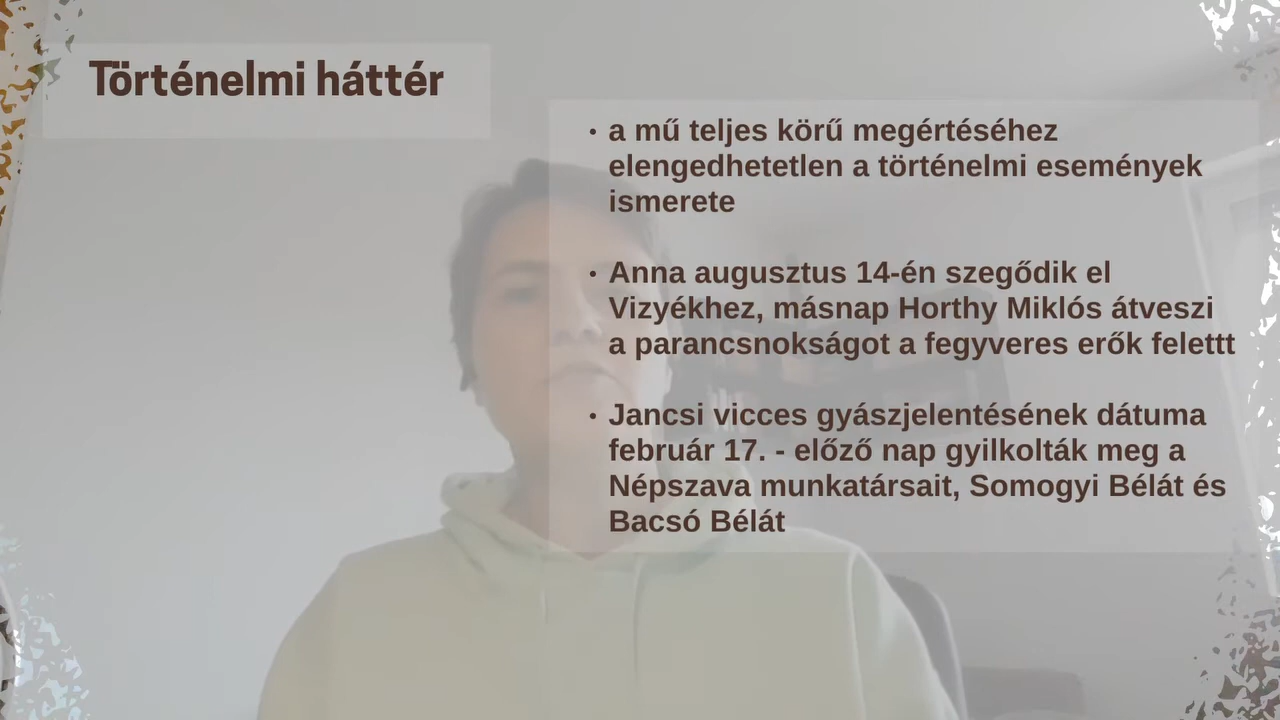 Történelmi háttér
• a mű teljes körű megértéséhez
elengedhetetlen a történelmi események
ismerete
• Anna augusztus 14-én szegődik el
Vizyékhez, másnap Horthy Miklós átveszi
a parancsnokságot a fegyveres erők felettt
• Jancsi vicces gyászjelentésének dátuma
február 17. - előző nap gyilkolták meg a
Népszava munkatársait, Somogyi Bélát és
Bacsó Bélát